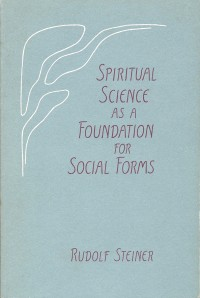 SPIRITUAL
SCIENCE
AS A
FOUNDATION
FOR
SOCIAL FORMS
RUDOLF STEINER